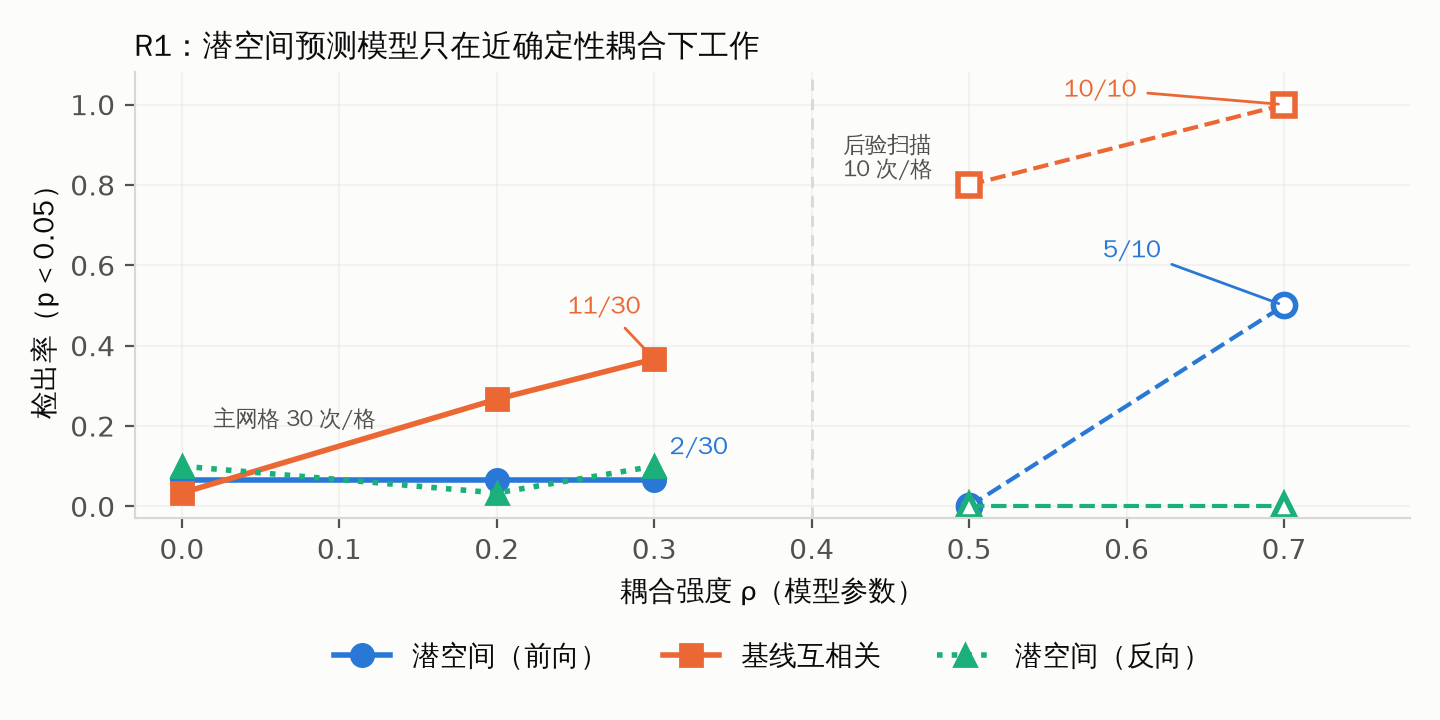 R1：潜空间预测模型只在近确定性耦合下工作
检出率（p < 0.05）
1.0
0.8
0.6
0.4
0.2
0.0
10/10
后验扫描
10 次/格
5/10
11/30
主网格 30 次/格
2/30
0.0 0.1 0.2 0.3 0.4 0.5 0.6 0.7
耦合强度 ρ（模型参数）
潜空间（前向） 基线互相关 潜空间（反向）